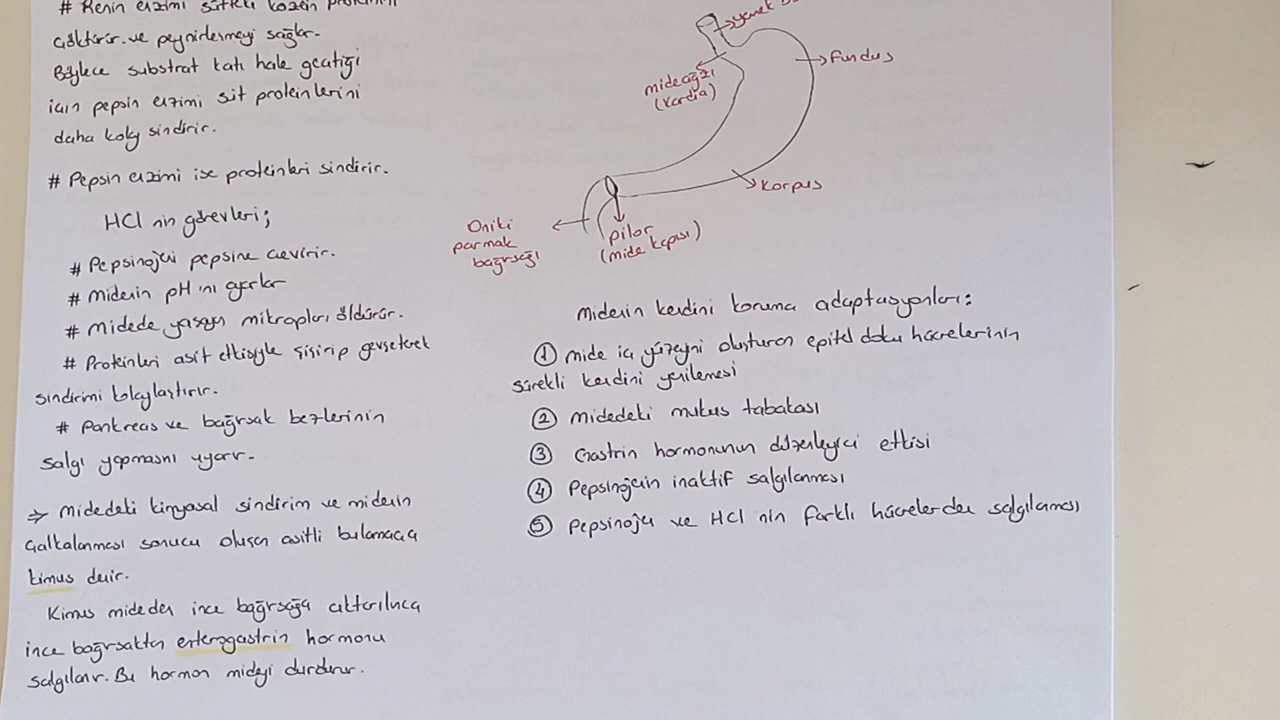 # Renin enzimi sütteki kazein proteinini
çöktürür. ve peynirleşmeyi sağlar.
Böylece substrat katı hale geçtiği
için pepsin enzimi süt proteinlerini
daha kolay sindirir.
# Pepsin enzimi ise proteinleri sindirir.
HCl nin görevleri;
# Pepsinojeni pepsine çevirir.
# Midenin pH'ını ayarlar
# Midede yaşayan mikropları öldürür.
# Proteinleri asit etkisiyle şişirip gevşeterek
sindirimi kolaylaştırır.
# Pankreas ve bağırsak bezlerinin
salgı yapmasını uyarır.
⇒ Midedeki kimyasal sindirim ve midenin
çalkalanması sonucu oluşan asitli bulamaca
kimus denir.
Kimus mideden ince bağırsağa aktarılınca
ince bağırsaktan enterogastrin hormonu
salgılanır. Bu hormon mideyi durdurur.
yemek
fundus
mide ağzı
(kardia)
korpus
Oniki
parmak
bağırsağı
pilor
(mide kapısı)
Midenin kendini koruma adaptasyonları:
① mide iç yüzeyini oluşturan epitel doku hücrelerinin
sürekli kendini yenilemesi
② Midedeki mukus tabakası
③ Gastrin hormonunun düzenleyici etkisi
④ Pepsinojenin inaktif salgılanması
⑤ Pepsinojen ve HCl nin farklı hücrelerden salgılanması